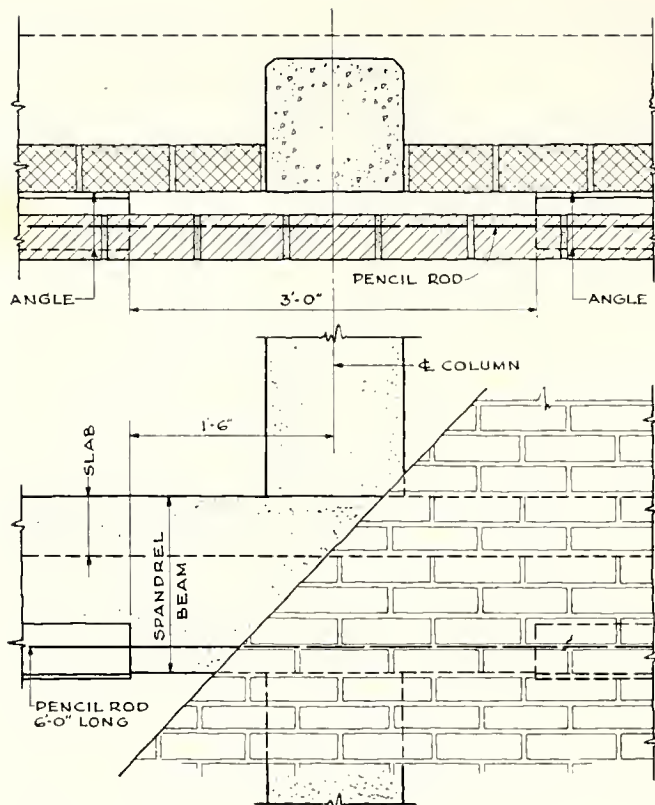 PENCIL ROD
ANGLE
3'-0"
ANGLE
℄ COLUMN
1'-6"
SLAB
SPANDREL
BEAM
PENCIL ROD
6'-0" LONG